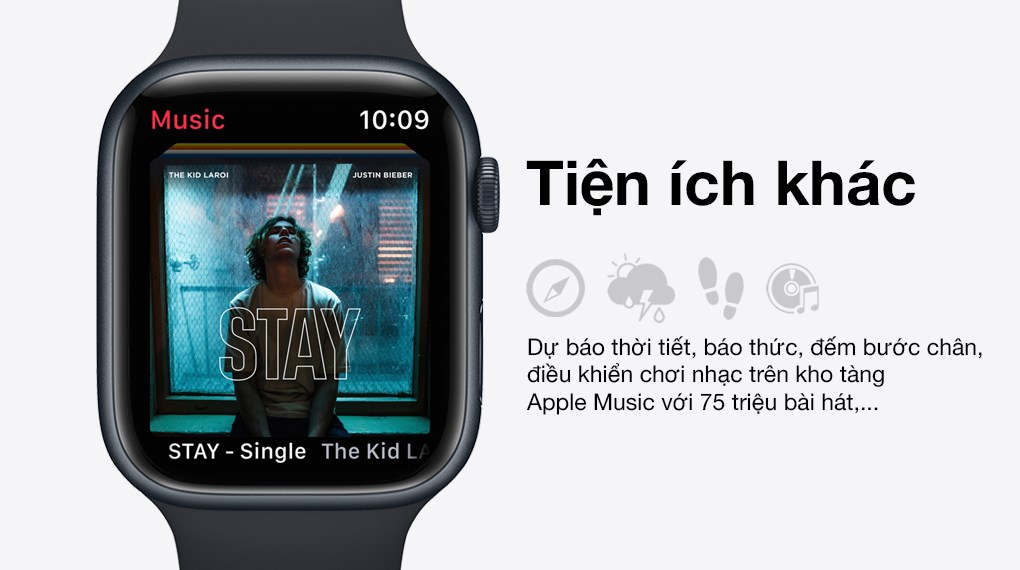 Music
10:09
THE KID LAROI
JUSTIN BIEBER
STAY
STAY - Single The Kid LA
Tiện ích khác
Dự báo thời tiết, báo thức, đếm bước chân,
điều khiển chơi nhạc trên kho tàng
Apple Music với 75 triệu bài hát,...